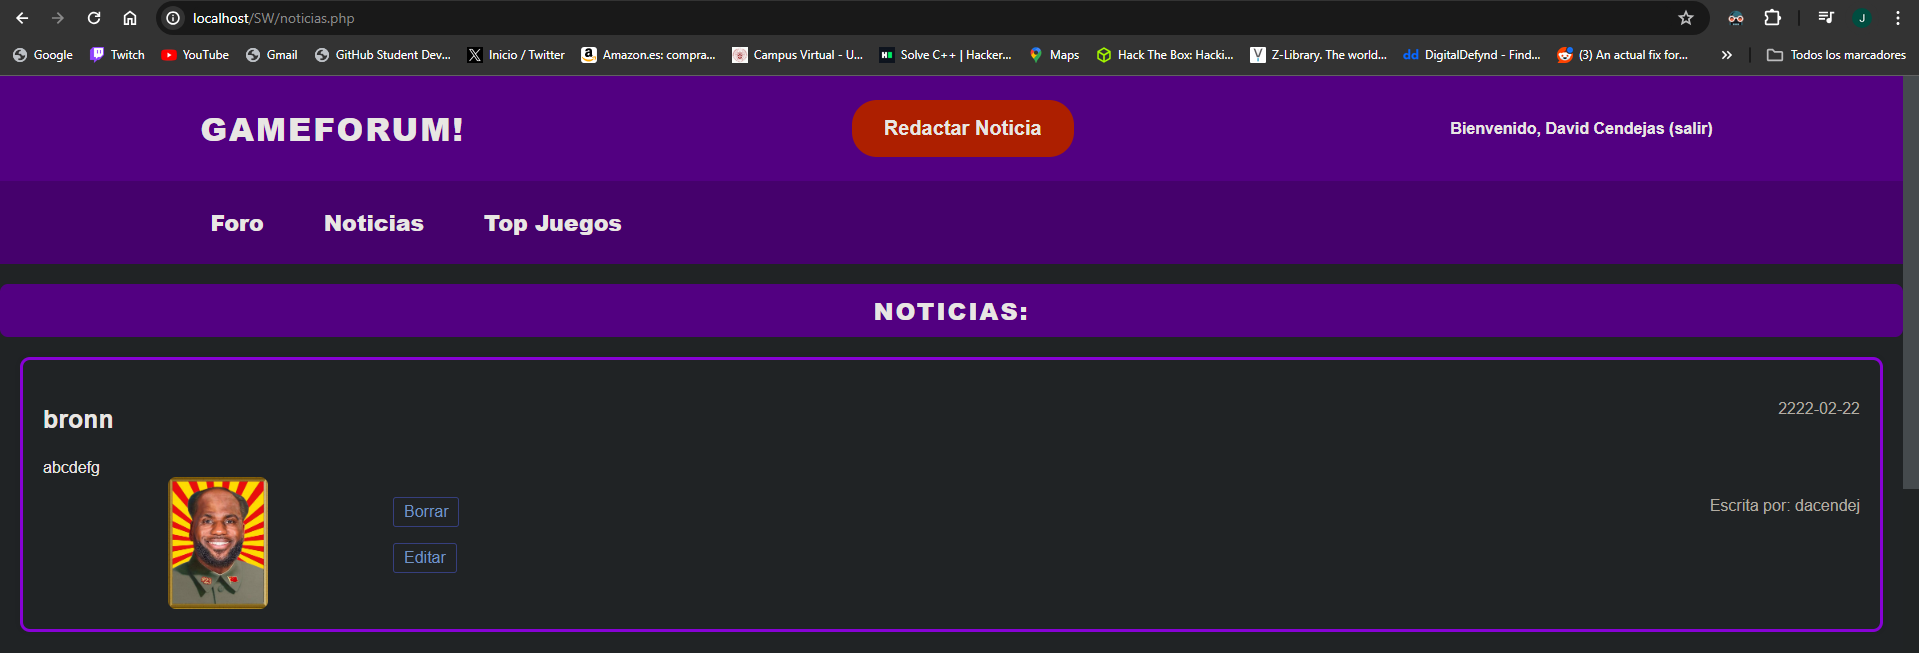 localhost/SW/noticias.php
J
Google Twitch YouTube Gmail GitHub Student Dev... Inicio / Twitter Amazon.es: compra... Campus Virtual - U... Solve C++ | Hacker... Maps Hack The Box: Hacki... Z-Library. The world... DigitalDefynd - Find... (3) An actual fix for... Todos los marcadores
GAMEFORUM!
Redactar Noticia
Bienvenido, David Cendejas (salir)
Foro Noticias Top Juegos
NOTICIAS:
bronn
2222-02-22
abcdefg
Borrar
Escrita por: dacendej
Editar